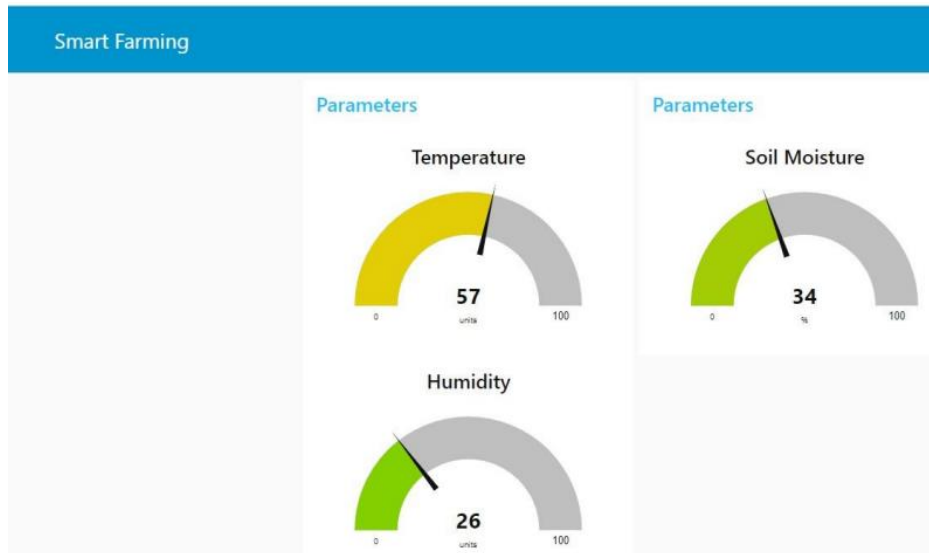 Smart Farming
Parameters
Temperature
57
units
0
100
Humidity
26
units
0
100
Parameters
Soil Moisture
34
%
0
100